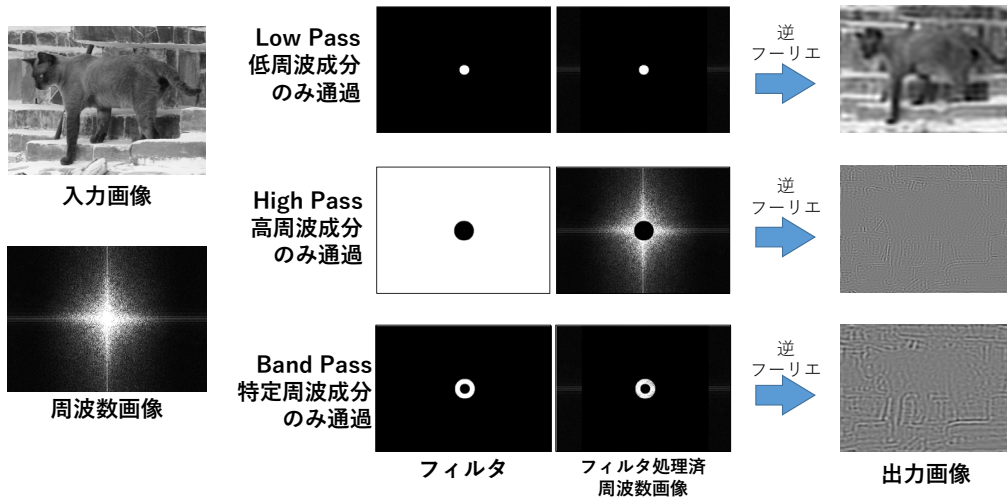 入力画像
周波数画像
Low Pass
低周波成分
のみ通過
逆
フーリエ
High Pass
高周波成分
のみ通過
逆
フーリエ
Band Pass
特定周波成分
のみ通過
逆
フーリエ
フィルタ
フィルタ処理済
周波数画像
出力画像